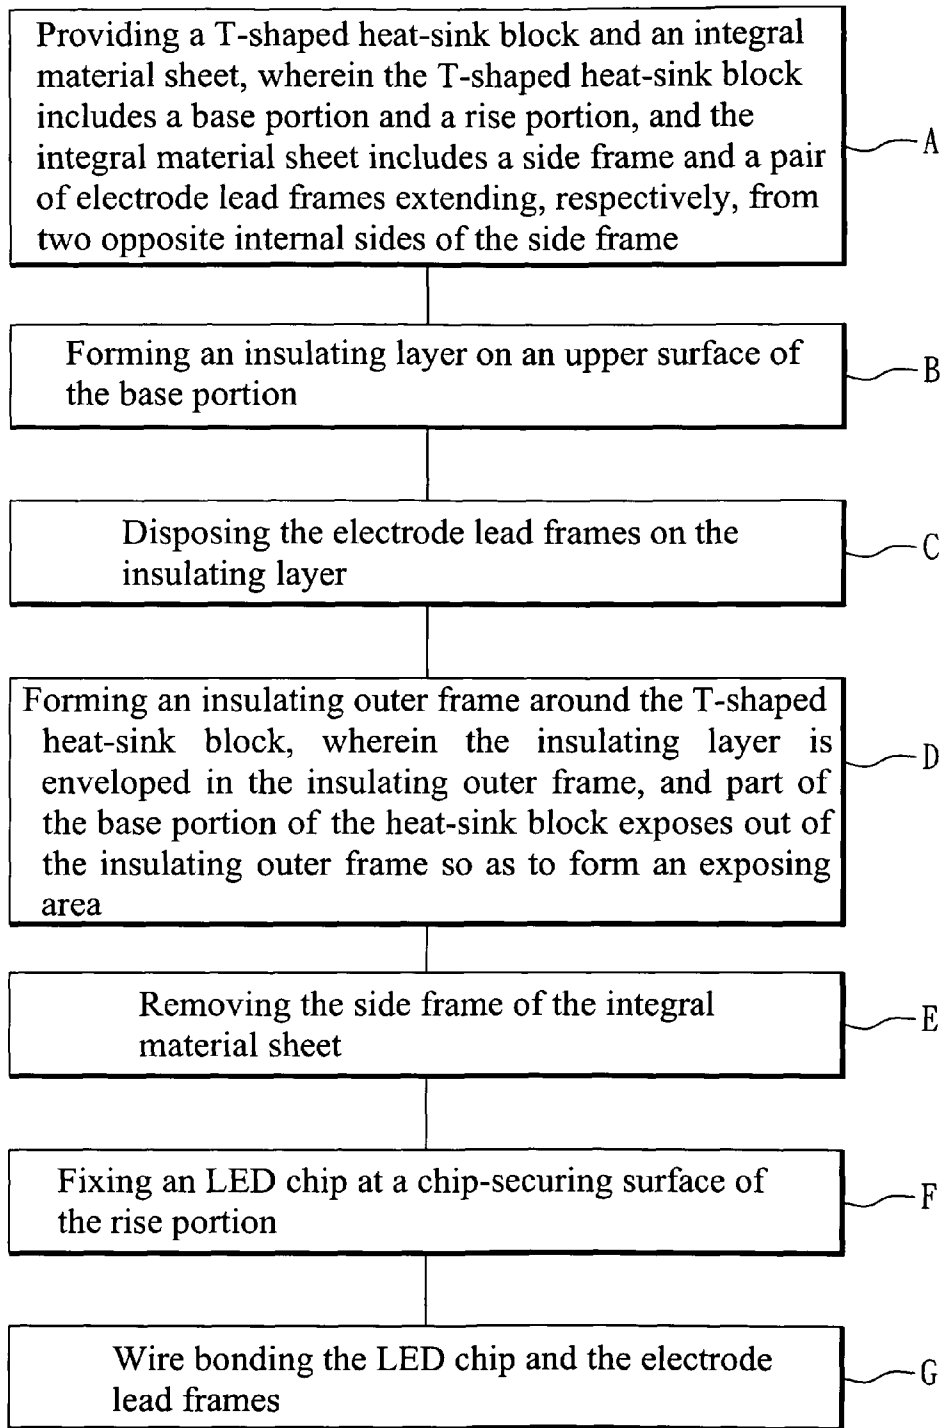 Providing a T-shaped heat-sink block and an integral
material sheet, wherein the T-shaped heat-sink block
includes a base portion and a rise portion, and the
integral material sheet includes a side frame and a pair
of electrode lead frames extending, respectively, from
two opposite internal sides of the side frame
A
Forming an insulating layer on an upper surface of
the base portion
B
Disposing the electrode lead frames on the
insulating layer
C
Forming an insulating outer frame around the T-shaped
heat-sink block, wherein the insulating layer is
enveloped in the insulating outer frame, and part of
the base portion of the heat-sink block exposes out of
the insulating outer frame so as to form an exposing
area
D
Removing the side frame of the integral
material sheet
E
Fixing an LED chip at a chip-securing surface of
the rise portion
F
Wire bonding the LED chip and the electrode
lead frames
G